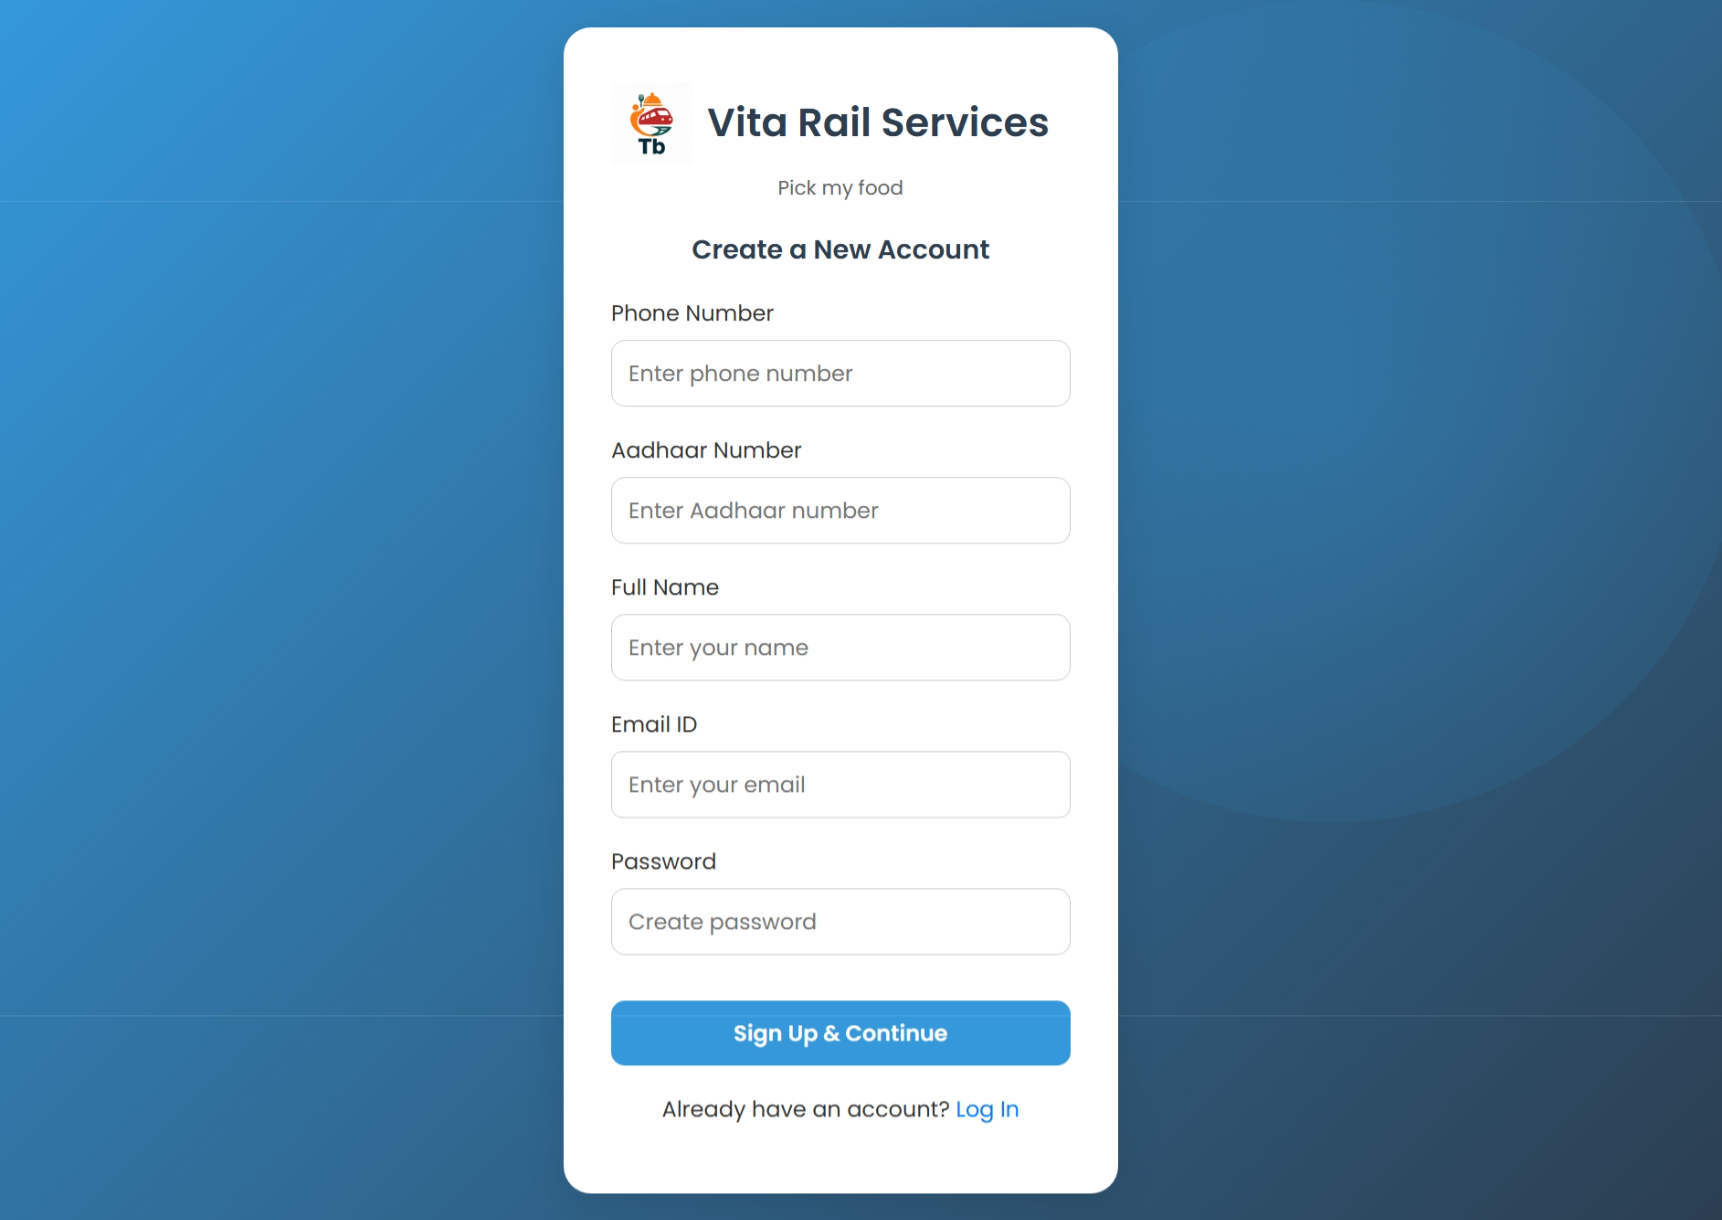 Tb
Vita Rail Services
Pick my food
Create a New Account
Phone Number
Enter phone number
Aadhaar Number
Enter Aadhaar number
Full Name
Enter your name
Email ID
Enter your email
Password
Create password
Sign Up & Continue
Already have an account? Log In